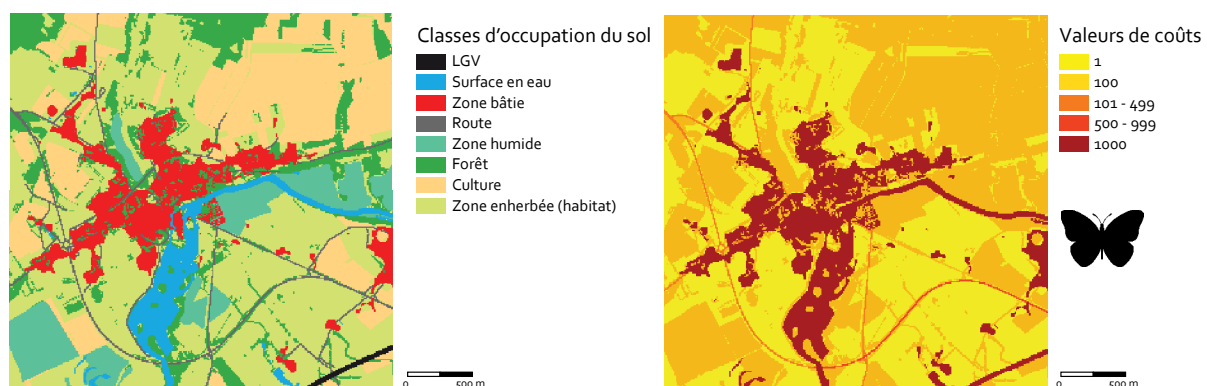 Classes d'occupation du sol
LGV
Surface en eau
Zone bâtie
Route
Zone humide
Forêt
Culture
Zone enherbée (habitat)
0 500 m
Valeurs de coûts
1
100
101 - 499
500 - 999
1000
0 500 m